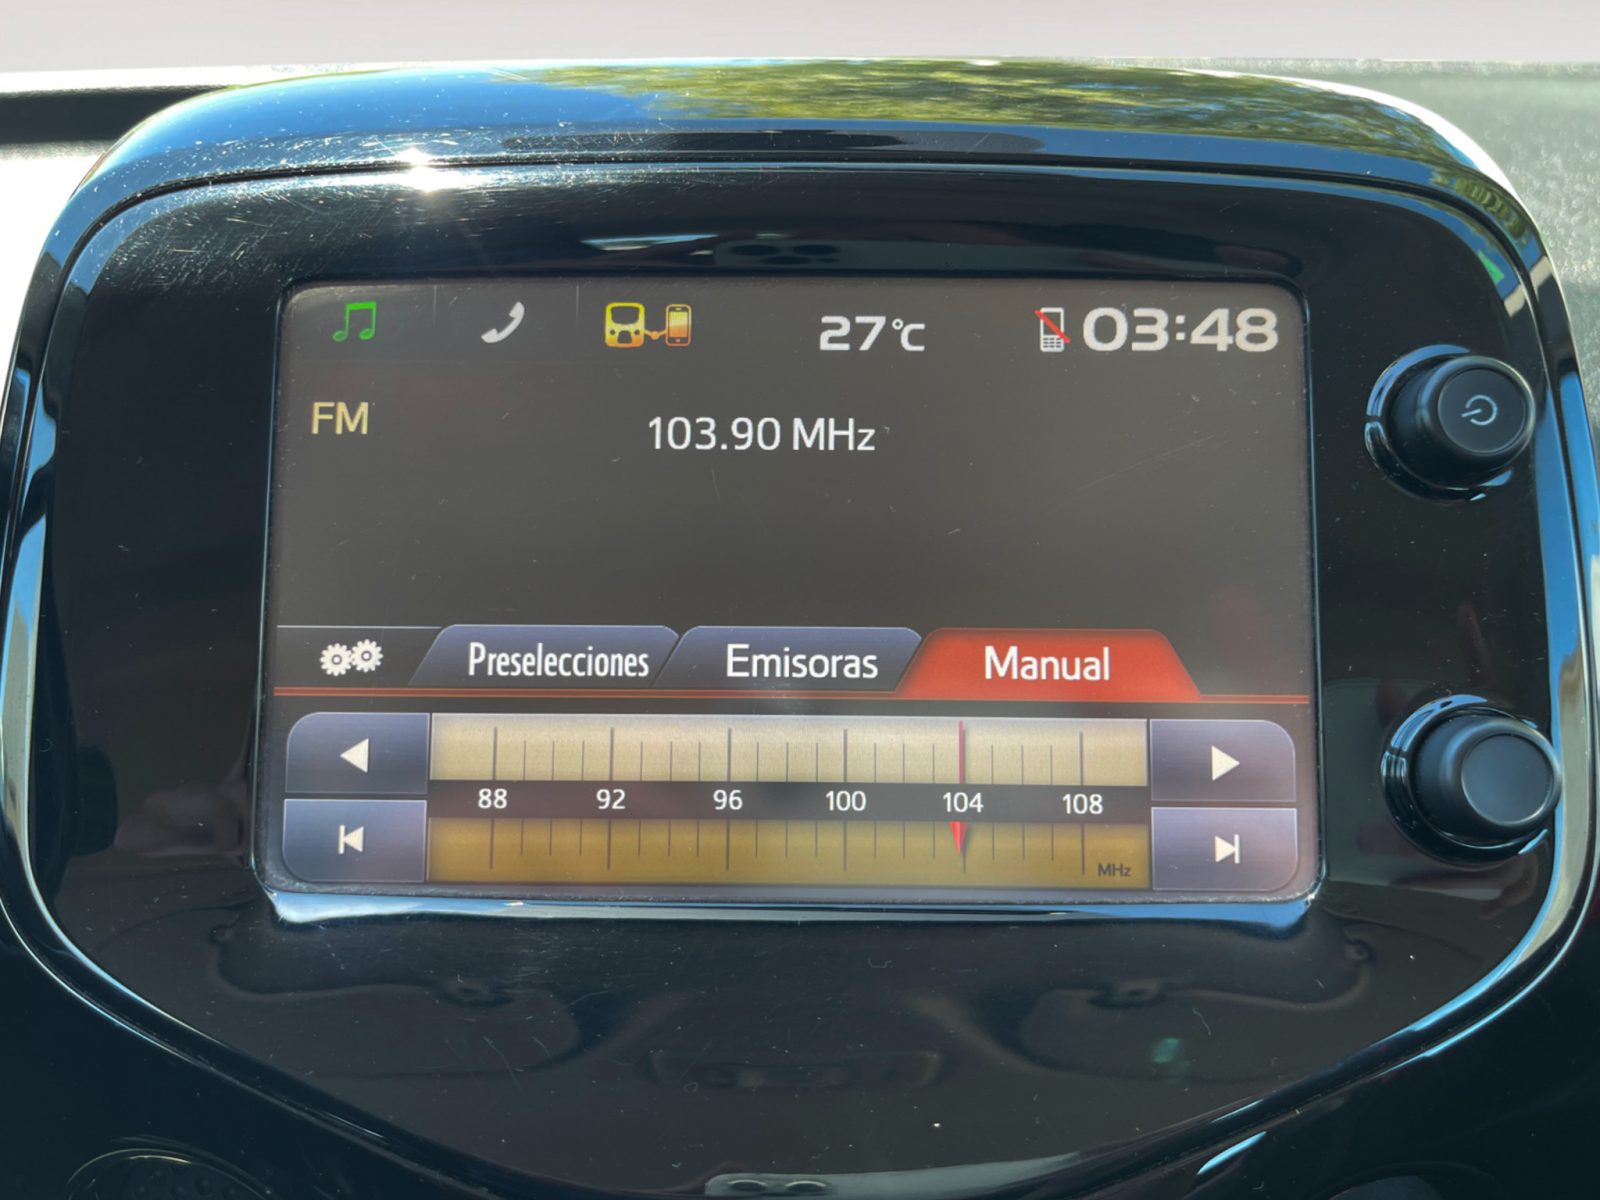 27°C
03:48
FM
103.90 MHz
Preselecciones
Emisoras
Manual
88 92 96 100 104 108
MHz